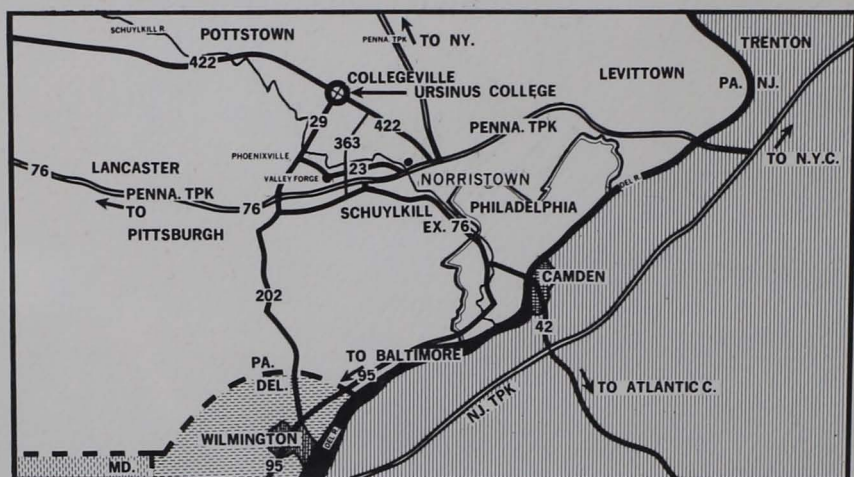 SCHUYLKILL R.
POTTSTOWN
PENNA. TPK
TO NY.
TRENTON
422
COLLEGEVILLE
LEVITTOWN
PA.
NJ.
URSINUS COLLEGE
29
422
363
PENNA. TPK
PHOENIXVILLE
23
TO N.Y.C.
76
LANCASTER
VALLEY FORGE
NORRISTOWN
DEL R.
PENNA. TPK
76
SCHUYLKILL
PHILADELPHIA
TO
PITTSBURGH
EX. 76
CAMDEN
202
42
TO BALTIMORE
PA.
DEL.
95
TO ATLANTIC C.
NJ. TPK
WILMINGTON
DEL R.
MD.
95